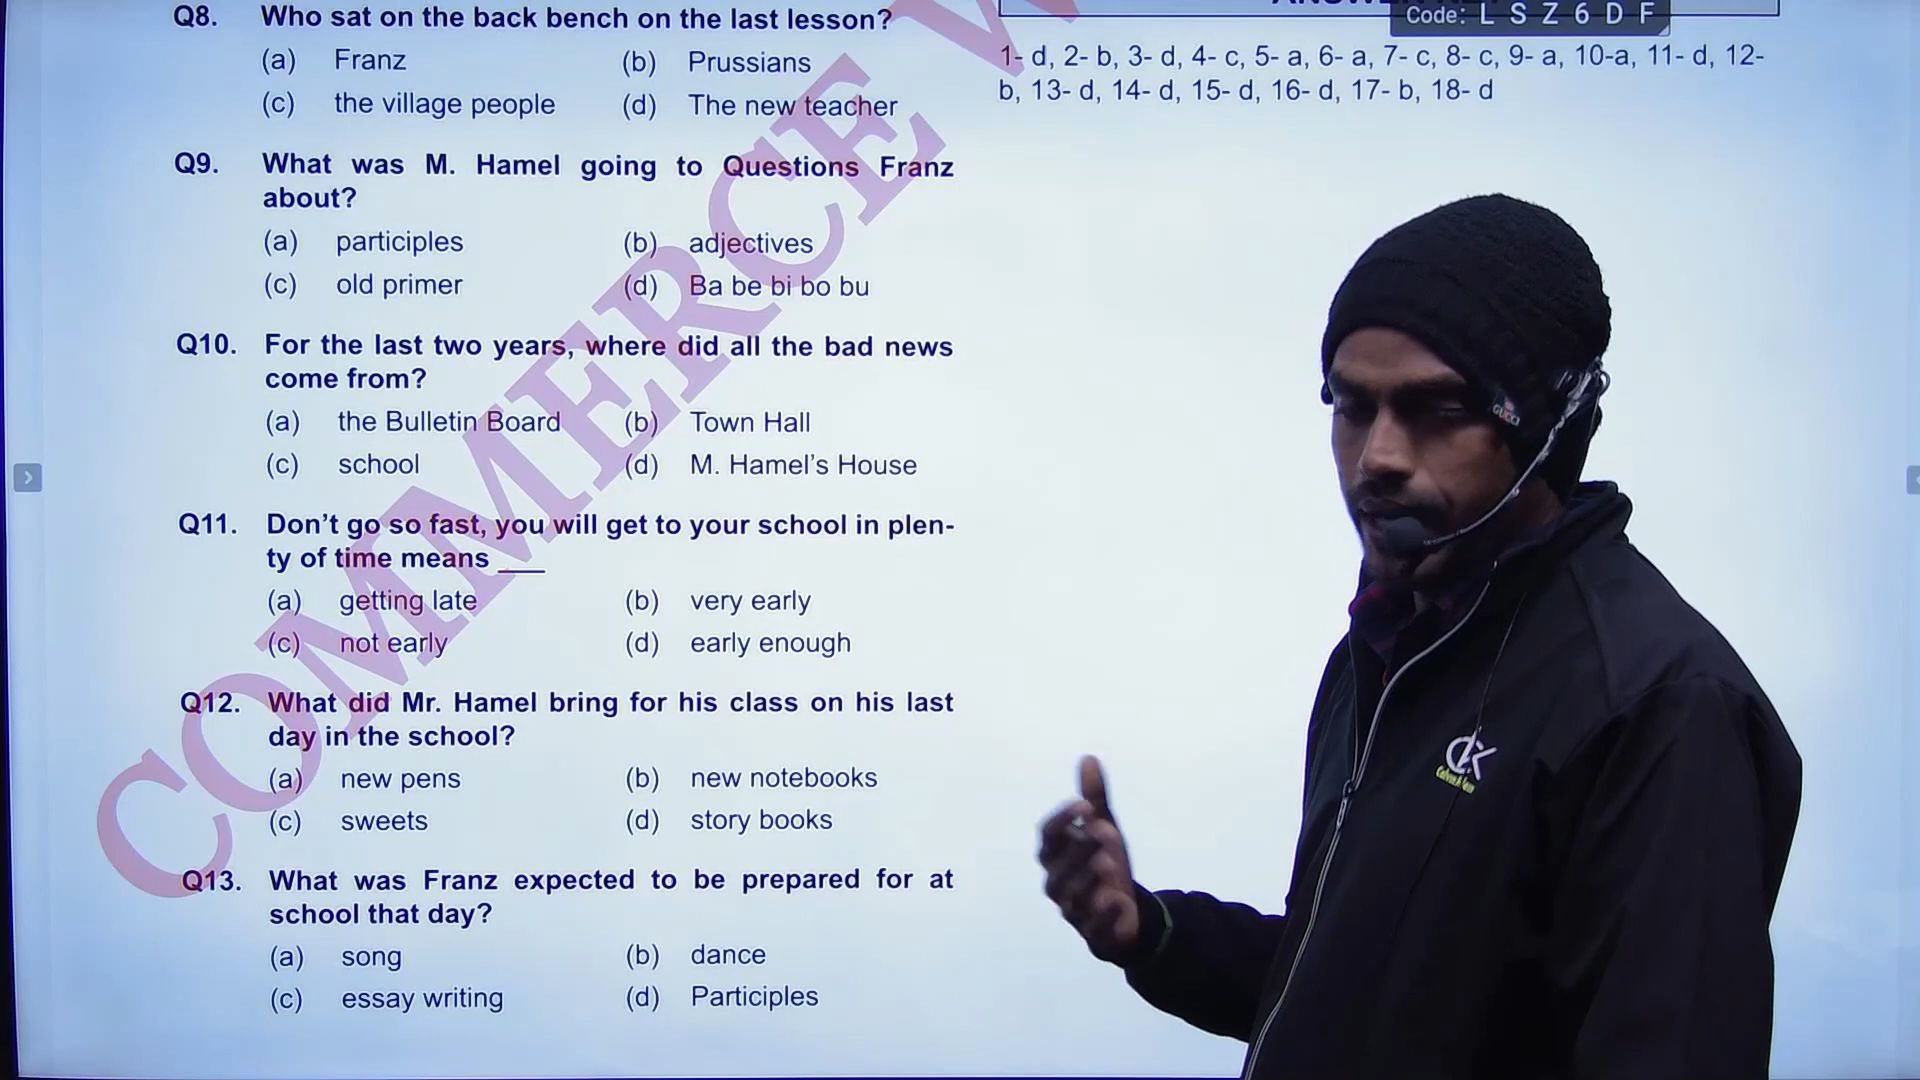 Q8. Who sat on the back bench on the last lesson?
(a) Franz (b) Prussians
(c) the village people (d) The new teacher
Q9. What was M. Hamel going to Questions Franz
about?
(a) participles (b) adjectives
(c) old primer (d) Ba be bi bo bu
Q10. For the last two years, where did all the bad news
come from?
(a) the Bulletin Board (b) Town Hall
(c) school (d) M. Hamel's House
Q11. Don't go so fast, you will get to your school in plen-
ty of time means ___
(a) getting late (b) very early
(c) not early (d) early enough
Q12. What did Mr. Hamel bring for his class on his last
day in the school?
(a) new pens (b) new notebooks
(c) sweets (d) story books
Q13. What was Franz expected to be prepared for at
school that day?
(a) song (b) dance
(c) essay writing (d) Participles
Code: L S Z 6 D F
1- d, 2- b, 3- d, 4- c, 5- a, 6- a, 7- c, 8- c, 9- a, 10-a, 11- d, 12-
b, 13- d, 14- d, 15- d, 16- d, 17- b, 18- d
COMMERCE W
GUCCI